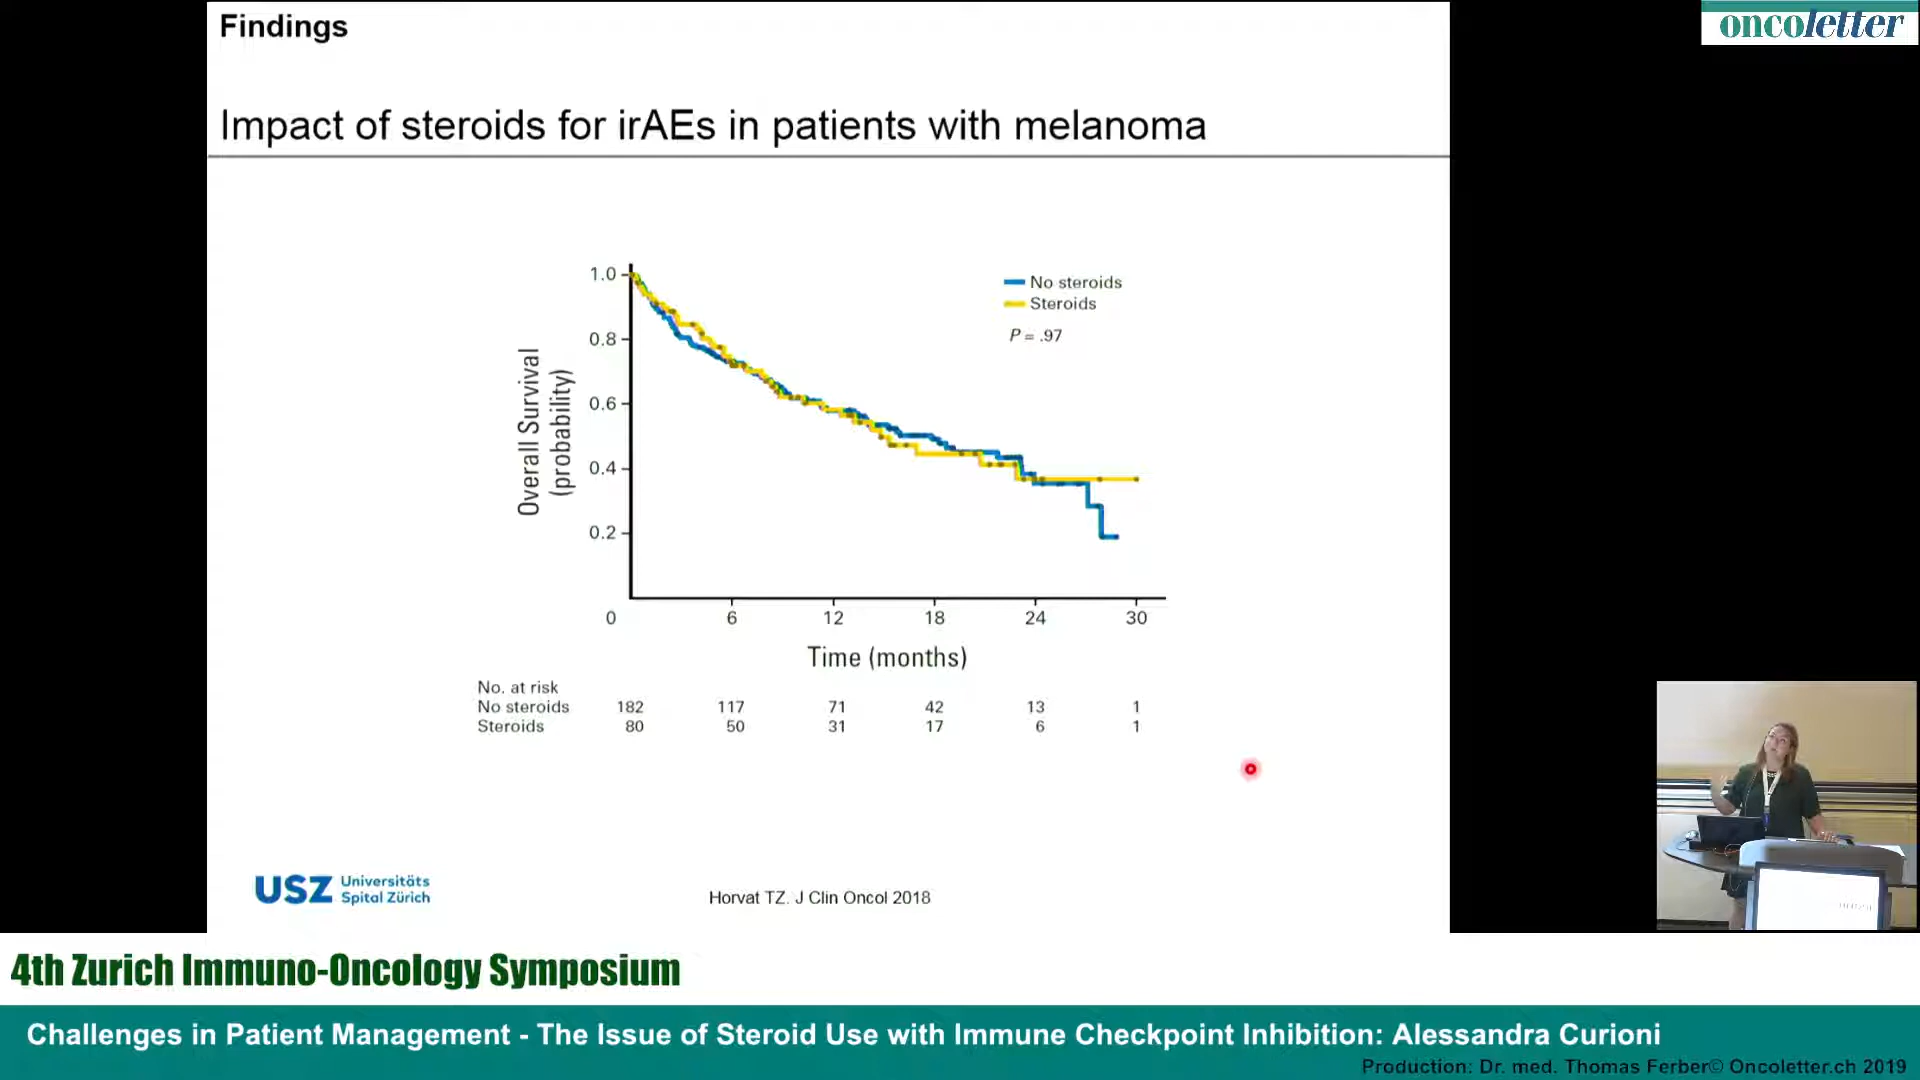 Findings
oncoletter
Impact of steroids for irAEs in patients with melanoma
1.0
0.8
0.6
0.4
0.2
Overall Survival
(probability)
No steroids
Steroids
P = .97
0 6 12 18 24 30
Time (months)
No. at risk
No steroids 182 117 71 42 13 1
Steroids 80 50 31 17 6 1
USZ Universitäts
Spital Zürich
Horvat TZ. J Clin Oncol 2018
4th Zurich Immuno-Oncology Symposium
Challenges in Patient Management - The Issue of Steroid Use with Immune Checkpoint Inhibition: Alessandra Curioni
Production: Dr. med. Thomas Ferber© Oncoletter.ch 2019